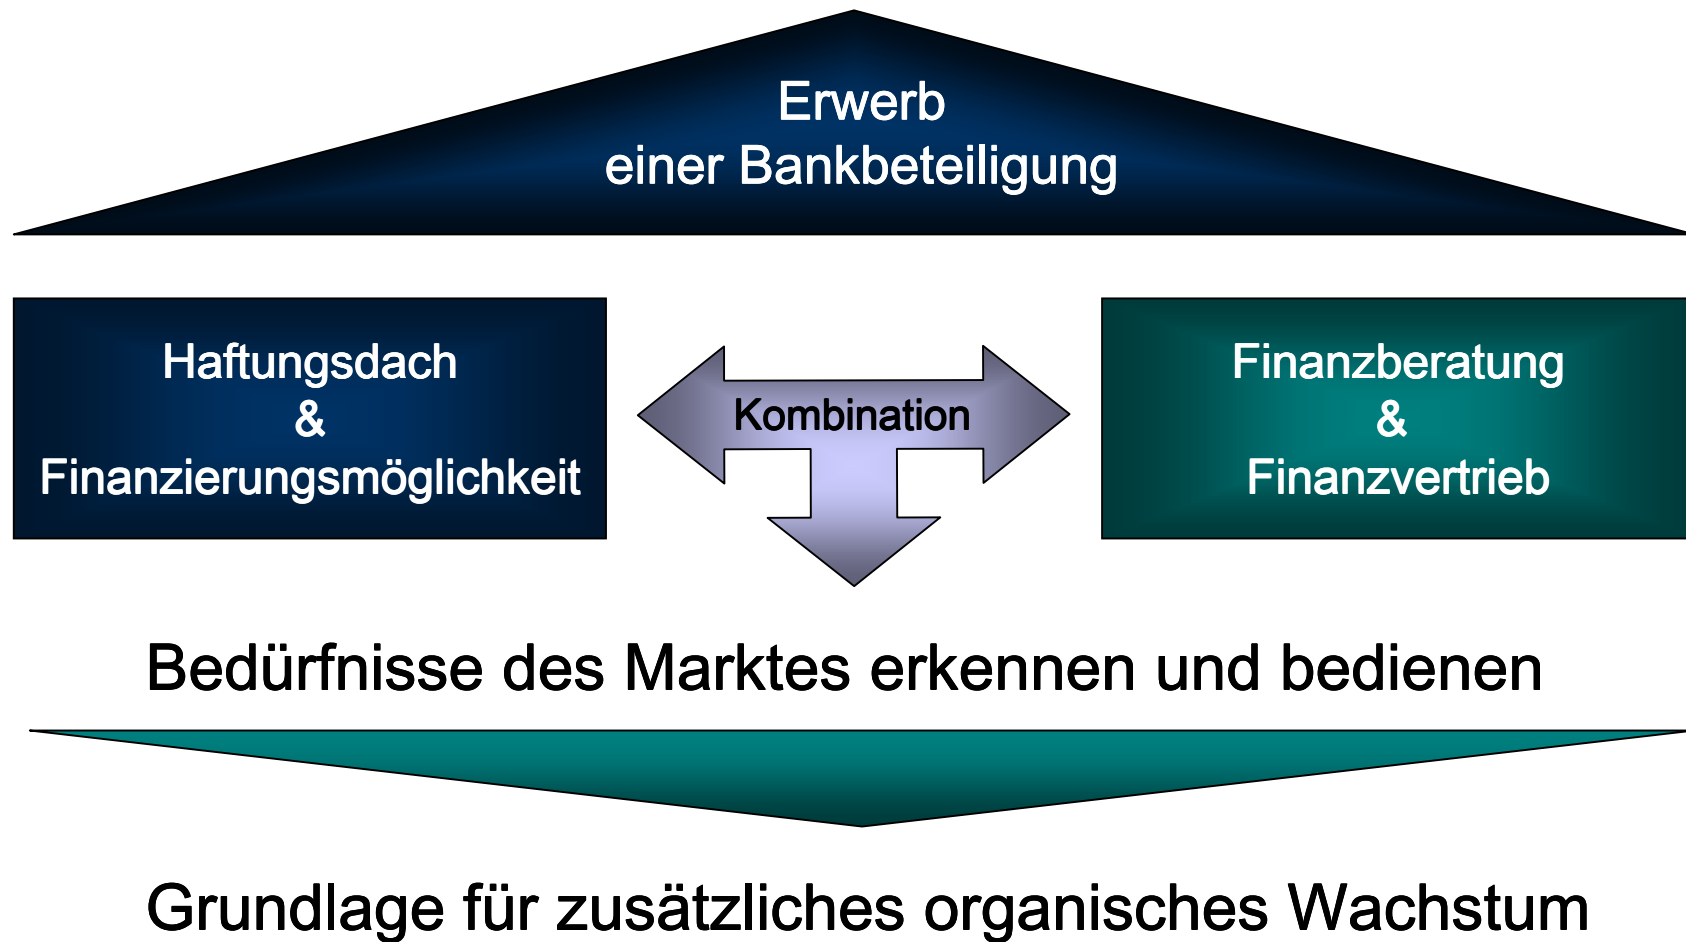 Erwerb
einer Bankbeteiligung
Haftungsdach
&
Finanzierungsmöglichkeit
Kombination
Finanzberatung
&
Finanzvertrieb
Bedürfnisse des Marktes erkennen und bedienen
Grundlage für zusätzliches organisches Wachstum